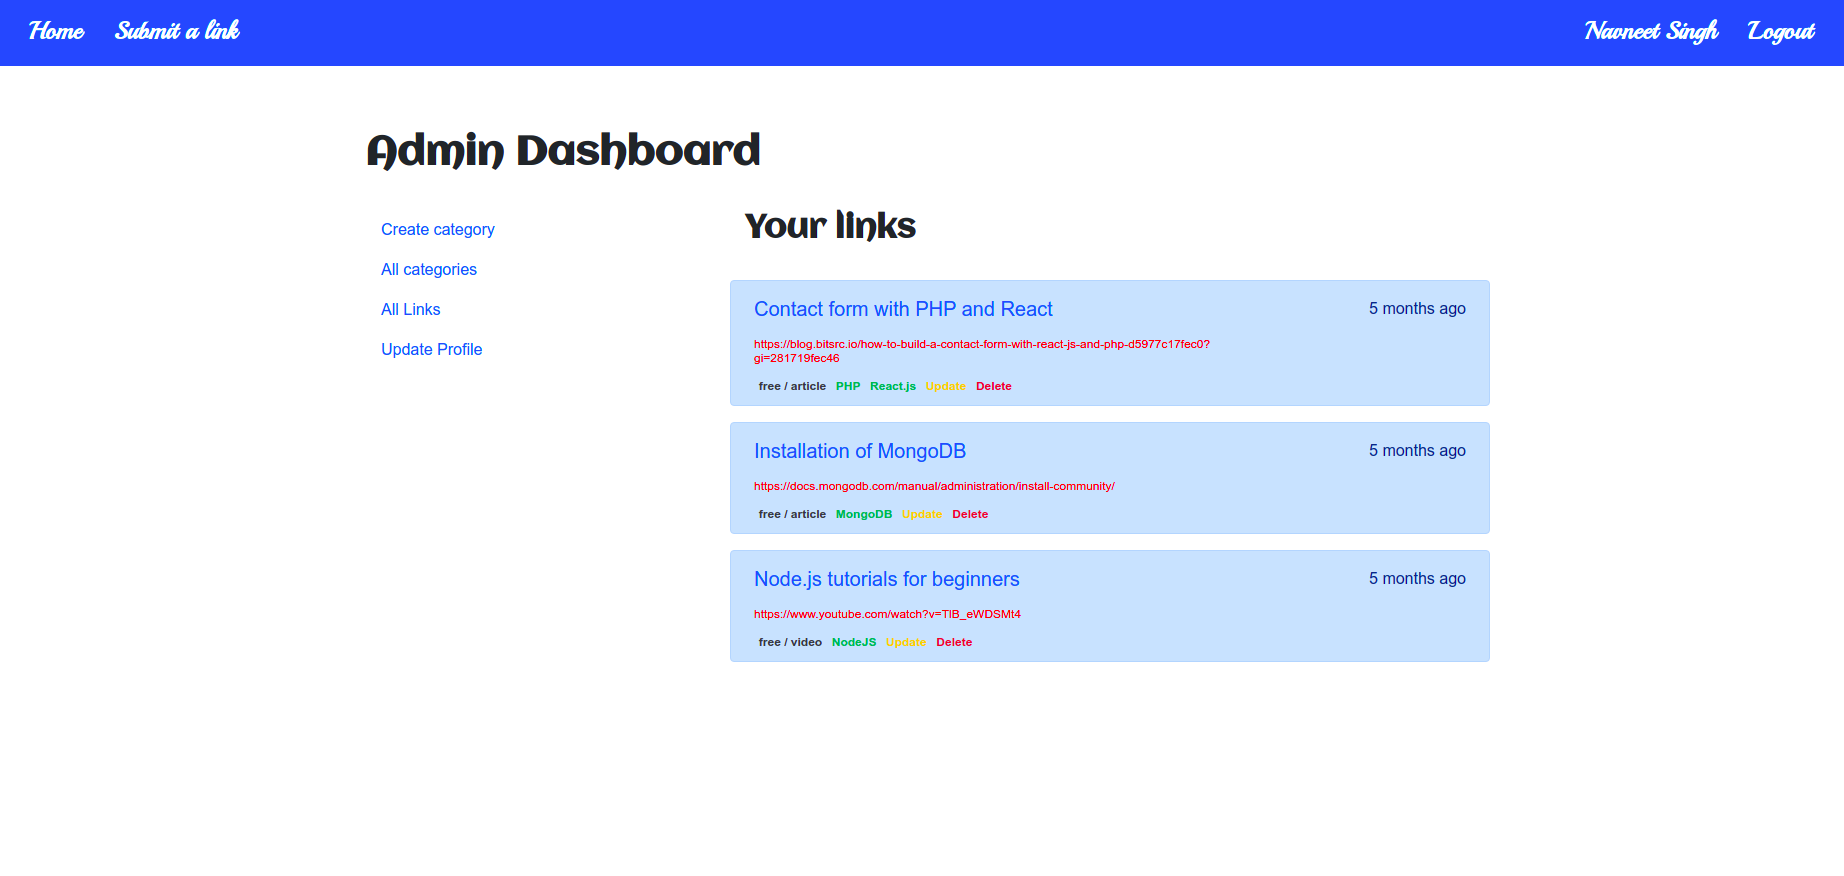 Home Submit a link Navneet Singh Logout
Admin Dashboard
Create category
All categories
All Links
Update Profile
Your links
Contact form with PHP and React 5 months ago
https://blog.bitsrc.io/how-to-build-a-contact-form-with-react-js-and-php-d5977c17fec0?
gi=281719fec46
free / article PHP React.js Update Delete
Installation of MongoDB 5 months ago
https://docs.mongodb.com/manual/administration/install-community/
free / article MongoDB Update Delete
Node.js tutorials for beginners 5 months ago
https://www.youtube.com/watch?v=TlB_eWDSMt4
free / video NodeJS Update Delete